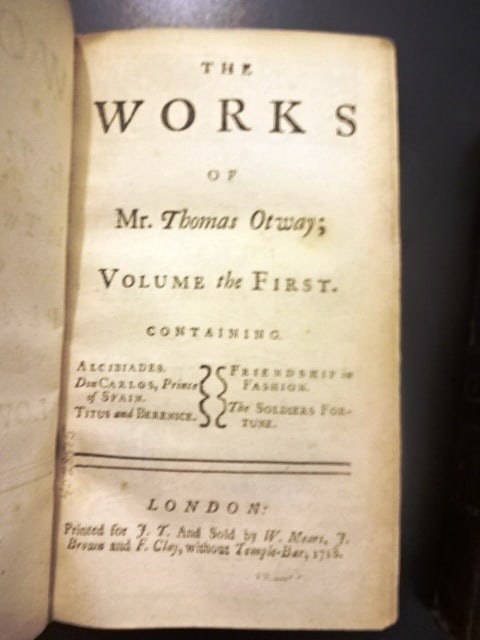 THE
WORKS
OF
Mr. Thomas Otway;
VOLUME the FIRST.
CONTAINING
ALCIBIADES.
Don CARLOS, Prince
of SPAIN.
TITUS and BERENICE.
FRIENDSHIP in
FASHION.
The SOLDIERS FOR-
TUNE.
LONDON:
Printed for J. T. And Sold by W. Mears, J.
Brown and F. Clay, without Temple-Bar, 1718.